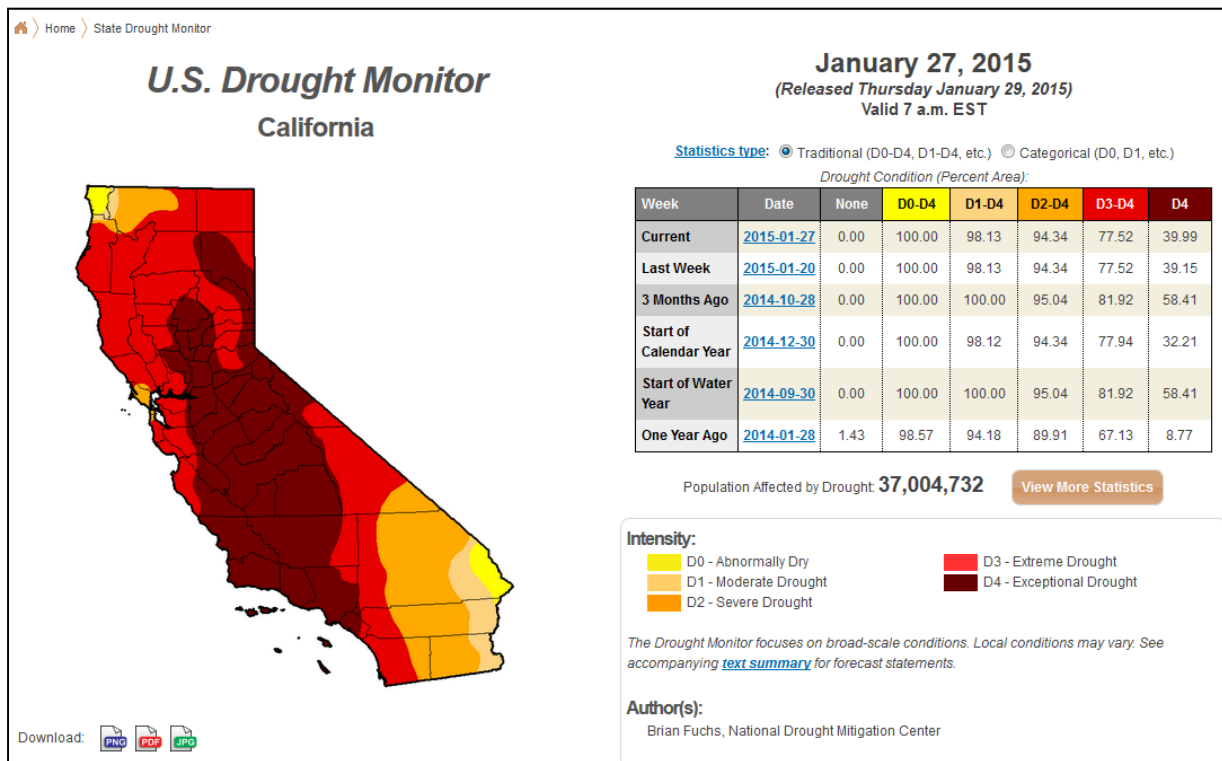 Home State Drought Monitor
U.S. Drought Monitor
California
January 27, 2015
(Released Thursday January 29, 2015)
Valid 7 a.m. EST
Statistics type: Traditional (D0-D4, D1-D4, etc.) Categorical (D0, D1, etc.)
Drought Condition (Percent Area):
Week Date None D0-D4 D1-D4 D2-D4 D3-D4 D4
Current 2015-01-27 0.00 100.00 98.13 94.34 77.52 39.99
Last Week 2015-01-20 0.00 100.00 98.13 94.34 77.52 39.15
3 Months Ago 2014-10-28 0.00 100.00 100.00 95.04 81.92 58.41
Start of
Calendar Year 2014-12-30 0.00 100.00 98.12 94.34 77.94 32.21
Start of Water
Year 2014-09-30 0.00 100.00 100.00 95.04 81.92 58.41
One Year Ago 2014-01-28 1.43 98.57 94.18 89.91 67.13 8.77
Population Affected by Drought: 37,004,732 View More Statistics
Intensity:
D0 - Abnormally Dry
D1 - Moderate Drought
D2 - Severe Drought
D3 - Extreme Drought
D4 - Exceptional Drought
The Drought Monitor focuses on broad-scale conditions. Local conditions may vary. See
accompanying text summary for forecast statements.
Author(s):
Brian Fuchs, National Drought Mitigation Center
Download: PNG PDF JPG